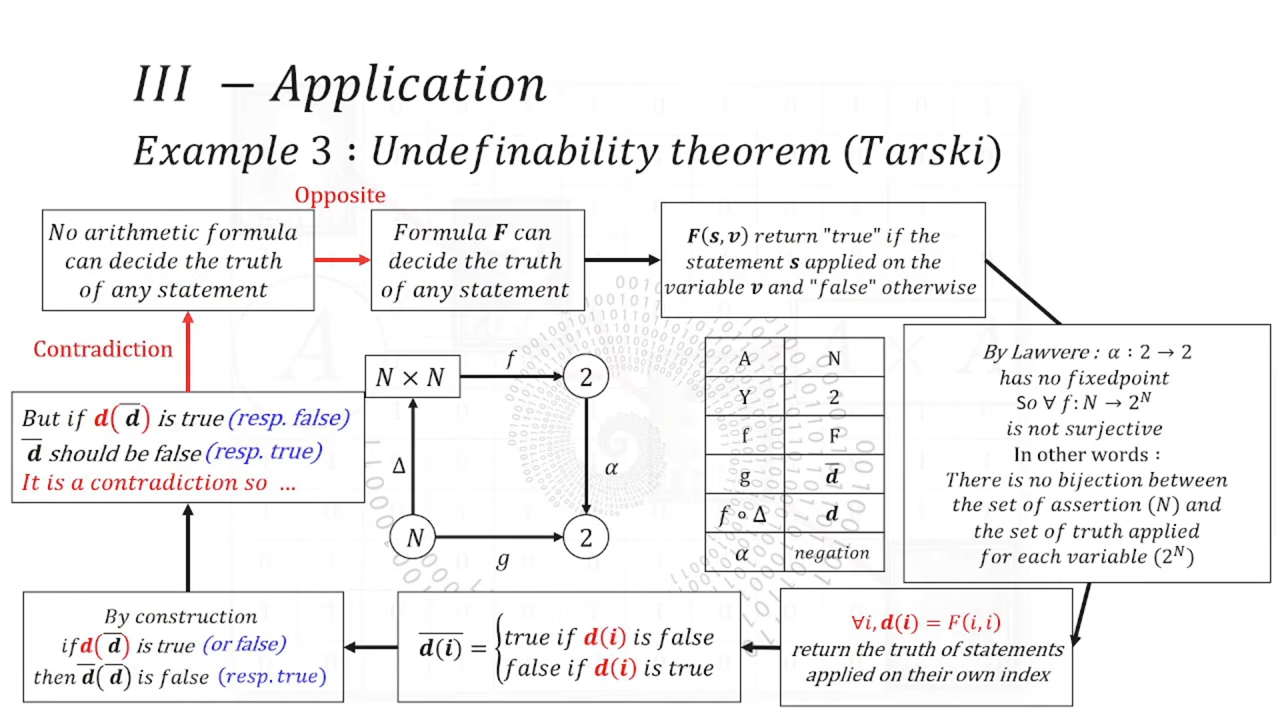 III – Application
Example 3 : Undefinability theorem (Tarski)
Opposite
No arithmetic formula
can decide the truth
of any statement
Formula F can
decide the truth
of any statement
F(s, v) return "true" if the
statement s applied on the
variable v and "false" otherwise
By Lawvere : α : 2 → 2
has no fixedpoint
So ∀ f: N → 2^N
is not surjective
In other words :
There is no bijection between
the set of assertion (N) and
the set of truth applied
for each variable (2^N)
Contradiction
But if d( d̅ ) is true (resp. false)
d̅ should be false (resp. true)
It is a contradiction so …
N × N
f
2
Δ
α
N
g
2
A N
Y 2
f F
g d̅
f ∘ Δ d
α negation
By construction
if d( d̅ ) is true (or false)
then d̅( d̅ ) is false (resp. true)
d(i)̅ = {true if d(i) is false
false if d(i) is true
∀i, d(i) = F(i, i)
return the truth of statements
applied on their own index